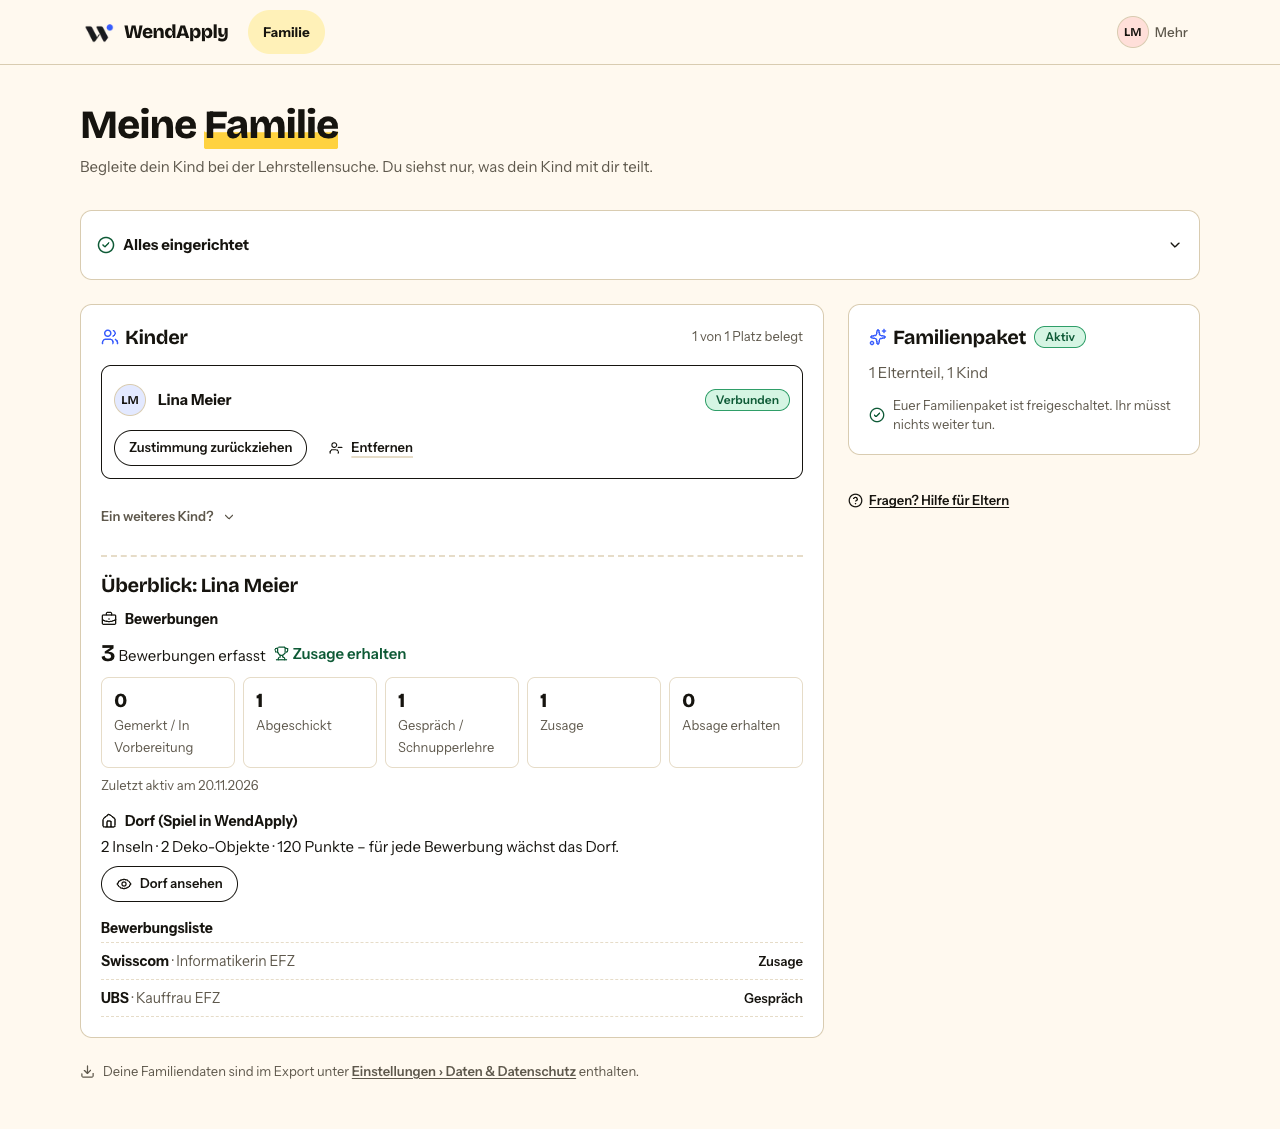 WendApply
Familie
LM
Mehr
Meine Familie
Begleite dein Kind bei der Lehrstellensuche. Du siehst nur, was dein Kind mit dir teilt.
Alles eingerichtet
Kinder
1 von 1 Platz belegt
LM
Lina Meier
Verbunden
Zustimmung zurückziehen
Entfernen
Ein weiteres Kind?
Überblick: Lina Meier
Bewerbungen
3 Bewerbungen erfasst
Zusage erhalten
0
Gemerkt / In
Vorbereitung
1
Abgeschickt
1
Gespräch /
Schnupperlehre
1
Zusage
0
Absage erhalten
Zuletzt aktiv am 20.11.2026
Dorf (Spiel in WendApply)
2 Inseln · 2 Deko-Objekte · 120 Punkte – für jede Bewerbung wächst das Dorf.
Dorf ansehen
Bewerbungsliste
Swisscom · Informatikerin EFZ
Zusage
UBS · Kauffrau EFZ
Gespräch
Familienpaket
Aktiv
1 Elternteil, 1 Kind
Euer Familienpaket ist freigeschaltet. Ihr müsst
nichts weiter tun.
Fragen? Hilfe für Eltern
Deine Familiendaten sind im Export unter Einstellungen › Daten & Datenschutz enthalten.